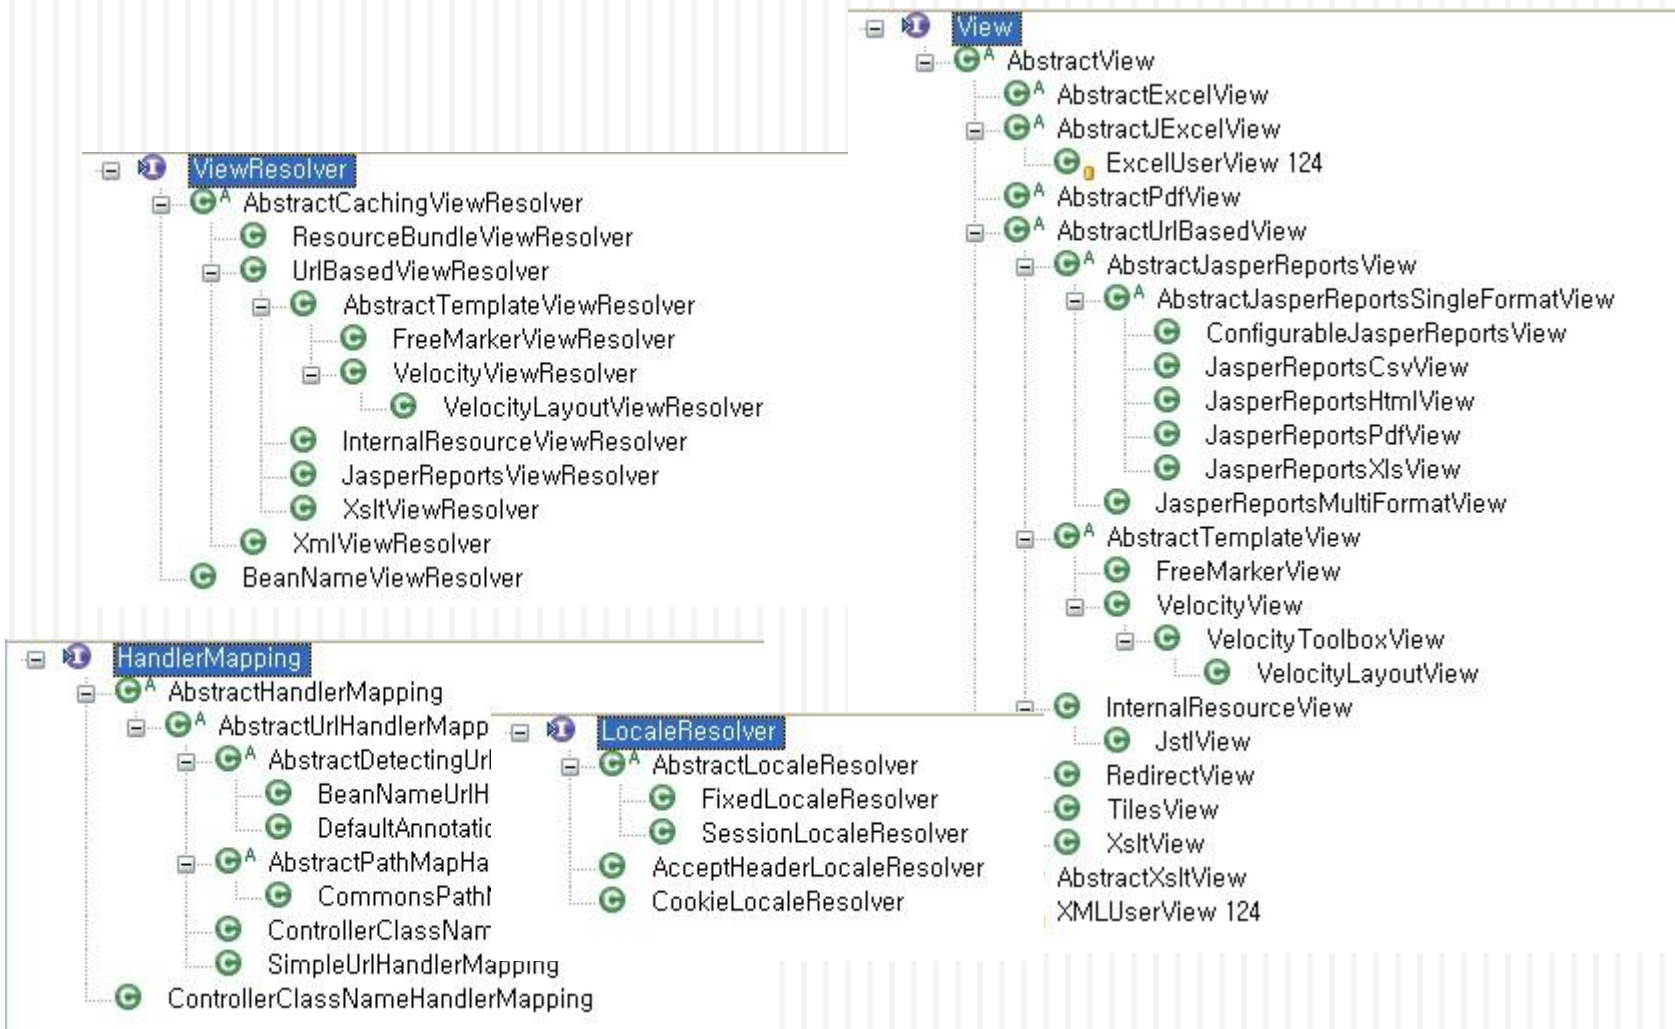 ViewResolver
AbstractCachingViewResolver
ResourceBundleViewResolver
UrlBasedViewResolver
AbstractTemplateViewResolver
FreeMarkerViewResolver
VelocityViewResolver
VelocityLayoutViewResolver
InternalResourceViewResolver
JasperReportsViewResolver
XsltViewResolver
XmlViewResolver
BeanNameViewResolver
View
AbstractView
AbstractExcelView
AbstractJExcelView
ExcelUserView 124
AbstractPdfView
AbstractUrlBasedView
AbstractJasperReportsView
AbstractJasperReportsSingleFormatView
ConfigurableJasperReportsView
JasperReportsCsvView
JasperReportsHtmlView
JasperReportsPdfView
JasperReportsXlsView
JasperReportsMultiFormatView
AbstractTemplateView
FreeMarkerView
VelocityView
VelocityToolboxView
VelocityLayoutView
InternalResourceView
JstlView
RedirectView
TilesView
XsltView
AbstractXsltView
XMLUserView 124
HandlerMapping
AbstractHandlerMapping
AbstractUrlHandlerMapp
AbstractDetectingUrl
BeanNameUrlH
DefaultAnnotatic
AbstractPathMapHa
CommonsPath
ControllerClassNam
SimpleUrlHandlerMapping
ControllerClassNameHandlerMapping
LocaleResolver
AbstractLocaleResolver
FixedLocaleResolver
SessionLocaleResolver
AcceptHeaderLocaleResolver
CookieLocaleResolver